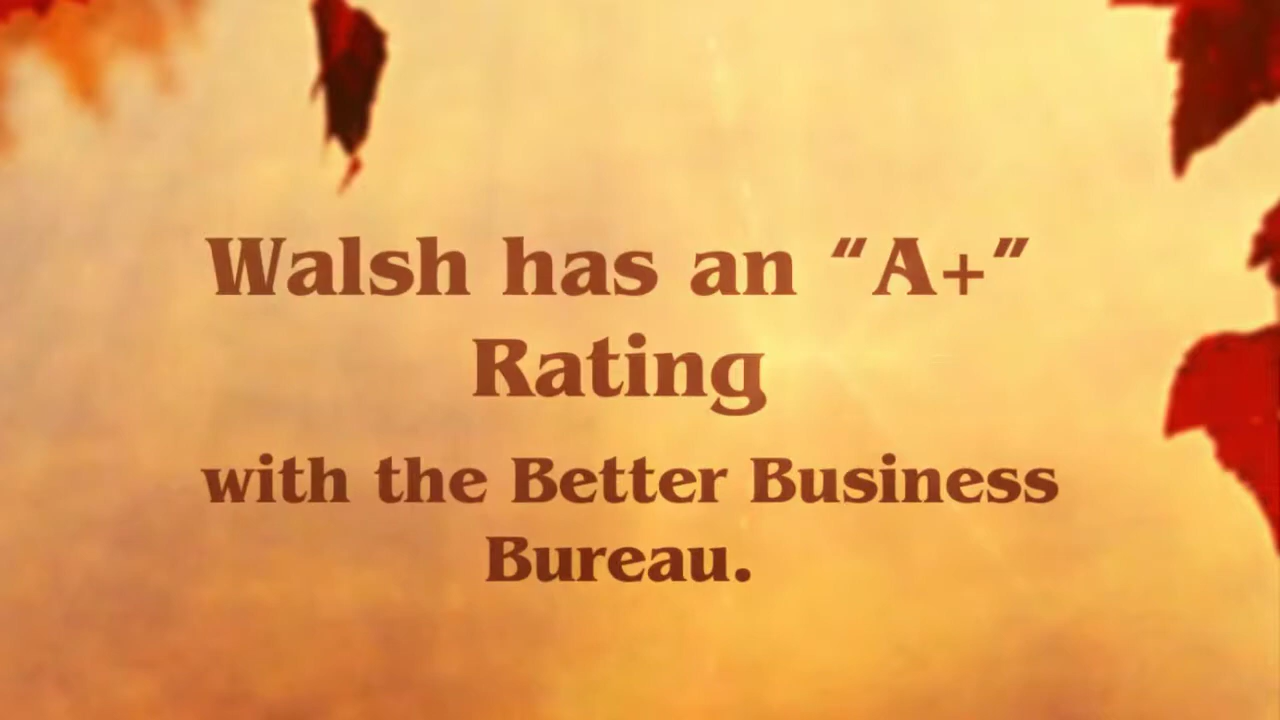 Walsh has an “A+”
Rating
with the Better Business
Bureau.